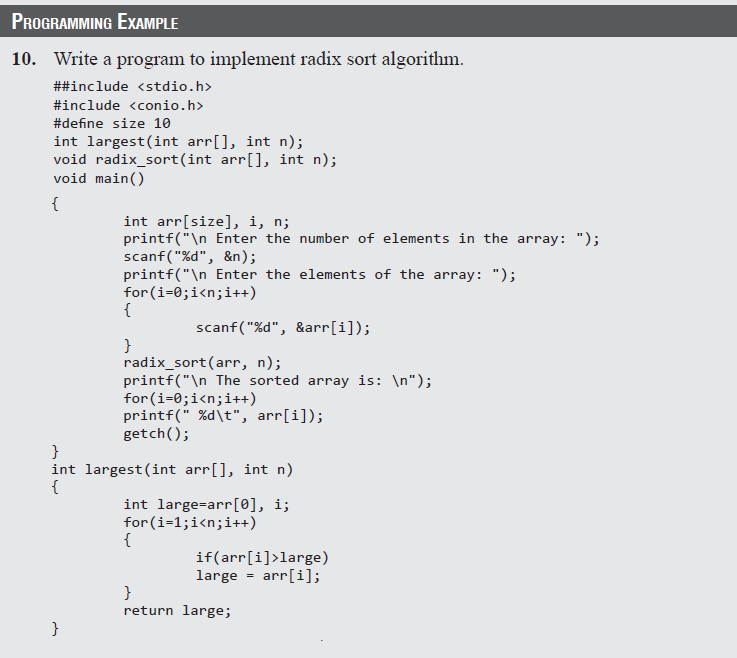 PROGRAMMING EXAMPLE
10. Write a program to implement radix sort algorithm.
##include <stdio.h>
#include <conio.h>
#define size 10
int largest(int arr[], int n);
void radix_sort(int arr[], int n);
void main()
{
int arr[size], i, n;
printf("\n Enter the number of elements in the array: ");
scanf("%d", &n);
printf("\n Enter the elements of the array: ");
for(i=0;i<n;i++)
{
scanf("%d", &arr[i]);
}
radix_sort(arr, n);
printf("\n The sorted array is: \n");
for(i=0;i<n;i++)
printf(" %d\t", arr[i]);
getch();
}
int largest(int arr[], int n)
{
int large=arr[0], i;
for(i=1;i<n;i++)
{
if(arr[i]>large)
large = arr[i];
}
return large;
}